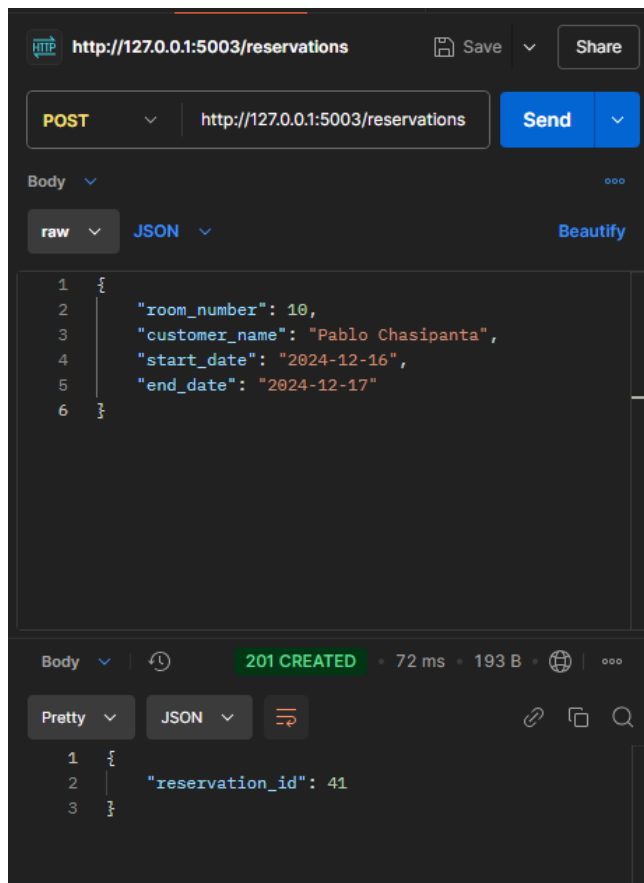 HTTP http://127.0.0.1:5003/reservations Save Share
POST http://127.0.0.1:5003/reservations Send
Body
raw JSON Beautify
1 {
2 "room_number": 10,
3 "customer_name": "Pablo Chasipanta",
4 "start_date": "2024-12-16",
5 "end_date": "2024-12-17"
6 }
Body 201 CREATED • 72 ms • 193 B •
Pretty JSON
1 {
2 "reservation_id": 41
3 }